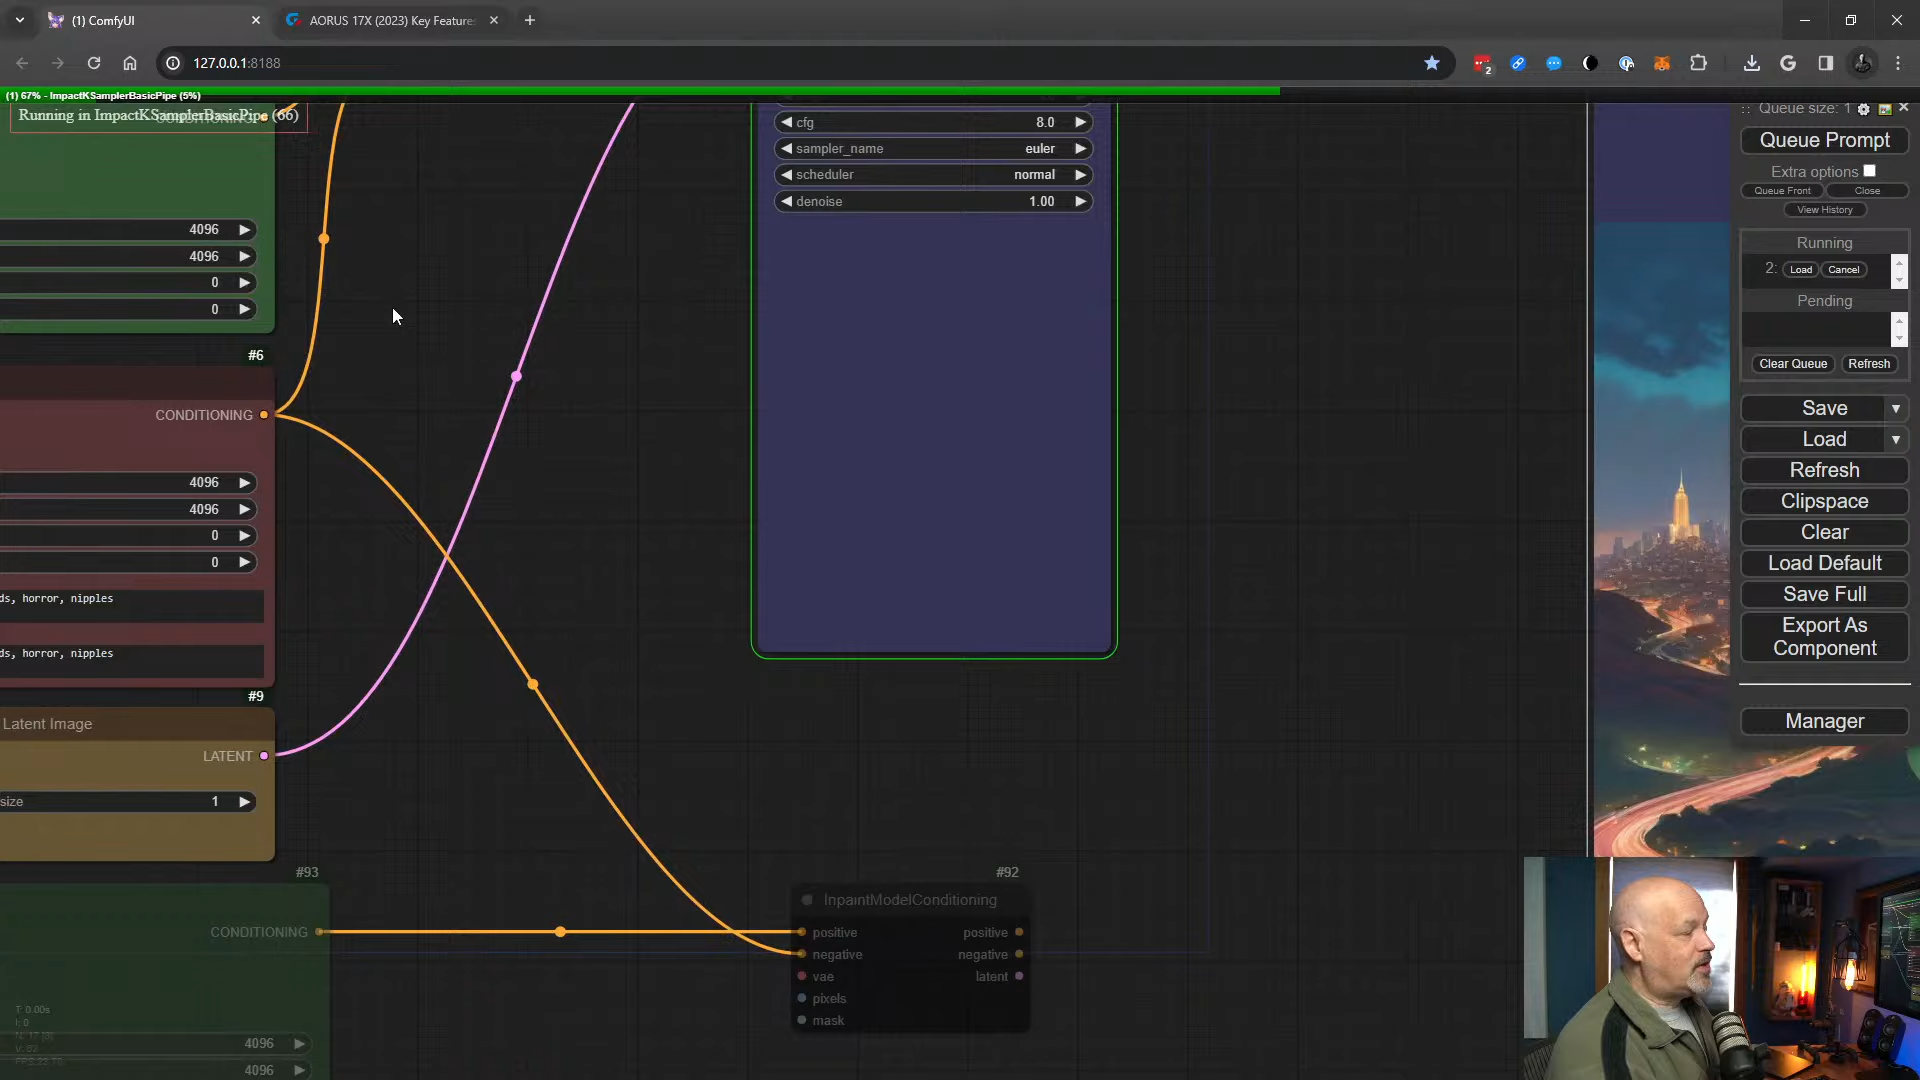 (1) ComfyUI
AORUS 17X (2023) Key Feature
127.0.0.1:8188
2
(1) 67% - ImpactKSamplerBasicPipe (5%)
Running in ImpactKSamplerBasicPipe (66)
CONDITIONING
4096
4096
0
0
#6
CONDITIONING
4096
4096
0
0
ds, horror, nipples
ds, horror, nipples
#9
Latent Image
LATENT
size 1
#93
CONDITIONING
T: 0.00s
I: 0
4096
4096
cfg 8.0
sampler_name euler
scheduler normal
denoise 1.00
#92
InpaintModelConditioning
positive positive
negative negative
vae latent
pixels
mask
Queue size: 1
Queue Prompt
Extra options
Queue Front Close
View History
Running
2: Load Cancel
Pending
Clear Queue Refresh
Save
Load
Refresh
Clipspace
Clear
Load Default
Save Full
Export As
Component
Manager